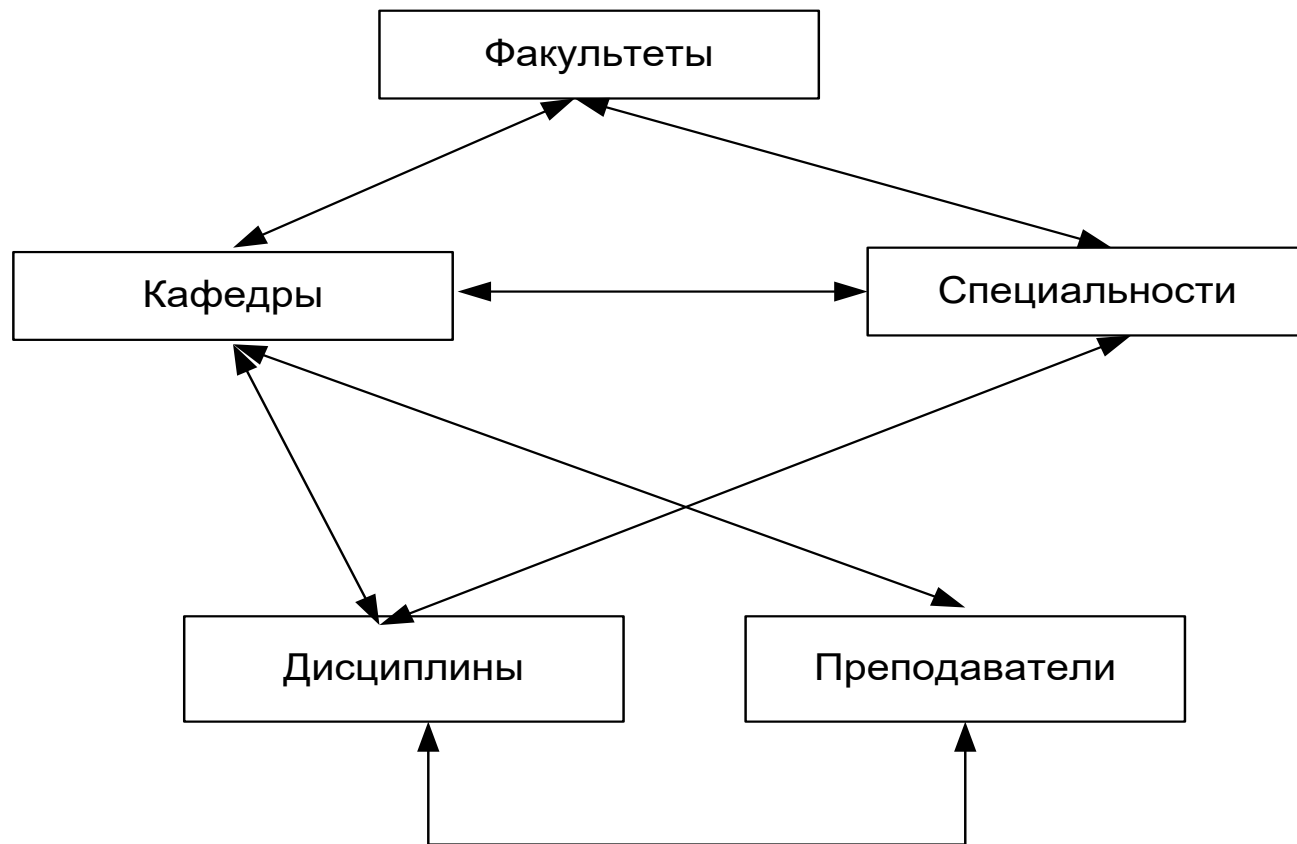 Факультеты
Кафедры
Специальности
Дисциплины
Преподаватели